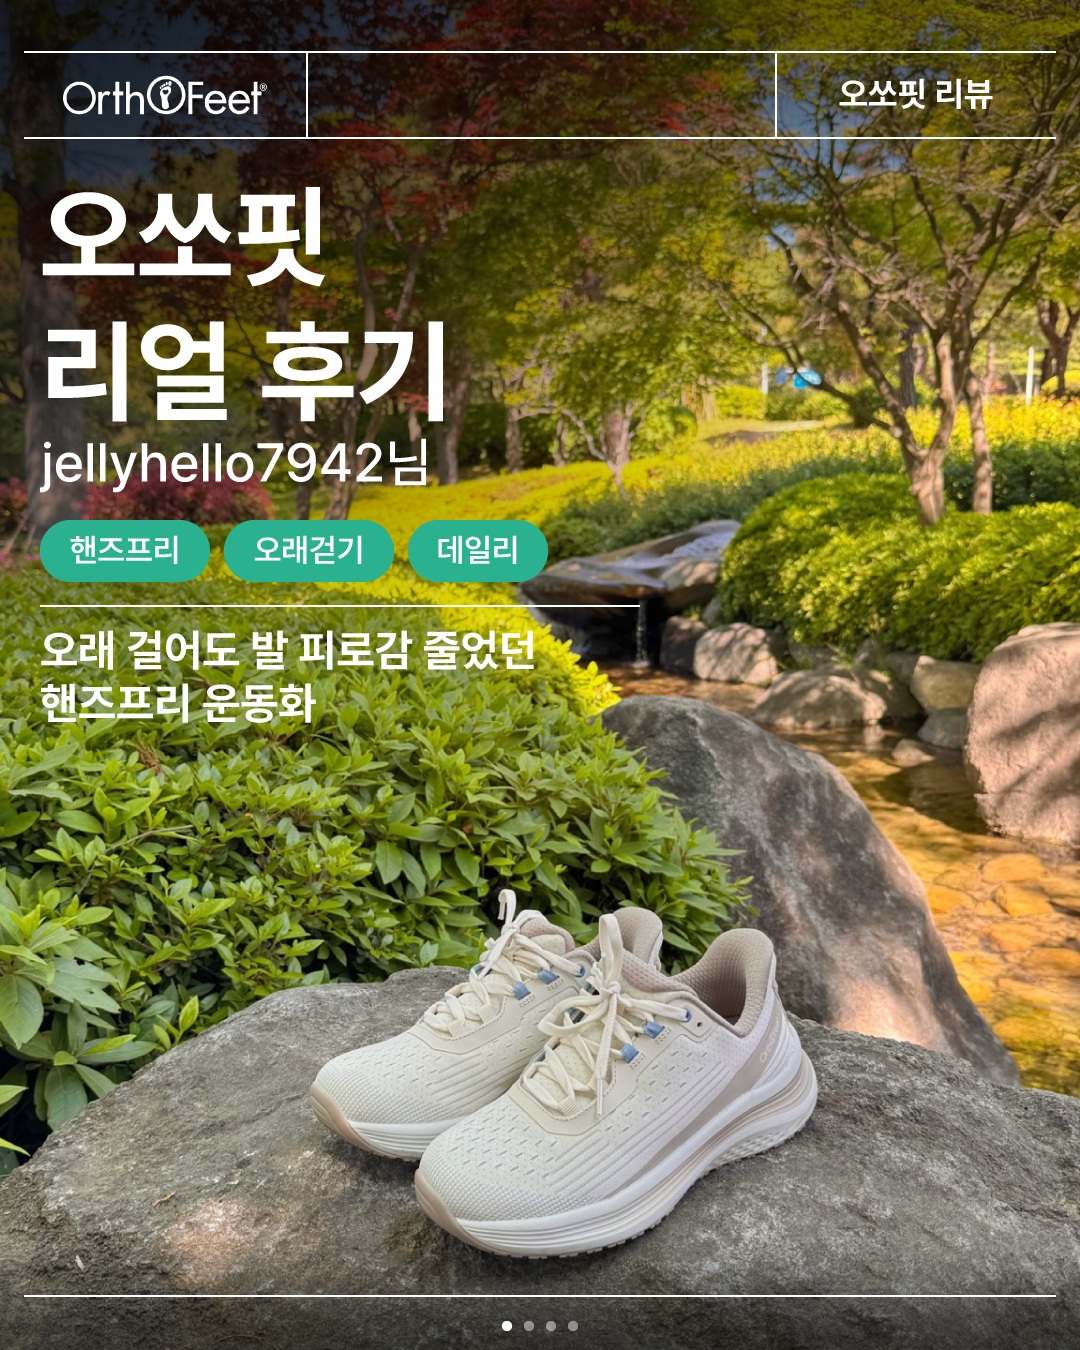 OrthoFeet®
오쏘핏 리뷰
오쏘핏
리얼 후기
jellyhello7942님
핸즈프리
오래걷기
데일리
오래 걸어도 발 피로감 줄었던
핸즈프리 운동화